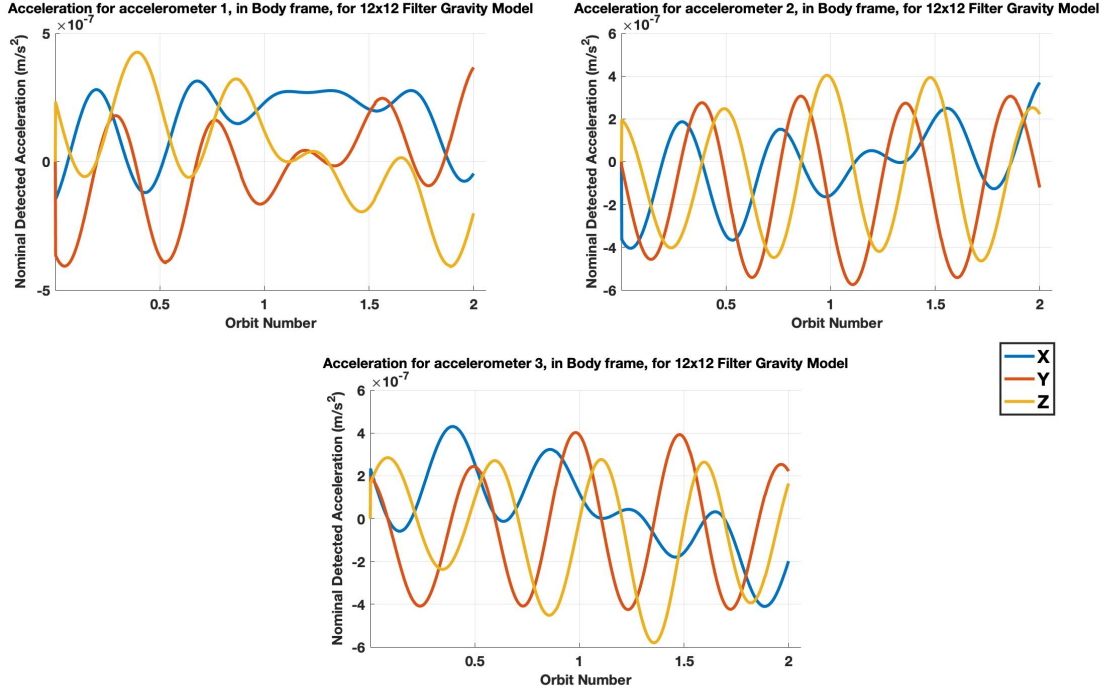 Acceleration for accelerometer 1, in Body frame, for 12x12 Filter Gravity Model
×10⁻⁷
Nominal Detected Acceleration (m/s²)
5
0
-5
0.5 1 1.5 2
Orbit Number
Acceleration for accelerometer 2, in Body frame, for 12x12 Filter Gravity Model
×10⁻⁷
Nominal Detected Acceleration (m/s²)
6
4
2
0
-2
-4
-6
0.5 1 1.5 2
Orbit Number
Acceleration for accelerometer 3, in Body frame, for 12x12 Filter Gravity Model
×10⁻⁷
Nominal Detected Acceleration (m/s²)
6
4
2
0
-2
-4
-6
0.5 1 1.5 2
Orbit Number
X
Y
Z